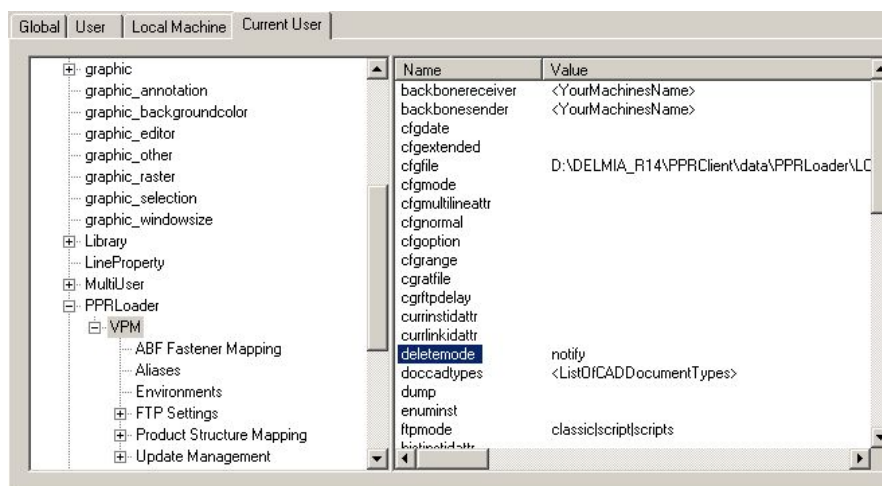 Global User Local Machine Current User
graphic
graphic_annotation
graphic_backgroundcolor
graphic_editor
graphic_other
graphic_raster
graphic_selection
graphic_windowsize
Library
LineProperty
MultiUser
PPRLoader
VPM
ABF Fastener Mapping
Aliases
Environments
FTP Settings
Product Structure Mapping
Update Management
Name Value
backbonereceiver <YourMachinesName>
backbonesender <YourMachinesName>
cfgdate
cfgextended
cfgfile D:\DELMIA_R14\PPRClient\data\PPRLoader\LC
cfgmode
cfgmultilineattr
cfgnormal
cfgoption
cfgrange
cgratfile
cgrftpdelay
currinstidattr
currlinkidattr
deletemode notify
doccadtypes <ListOfCADDocumentTypes>
dump
enuminst
ftpmode classic|script|scripts